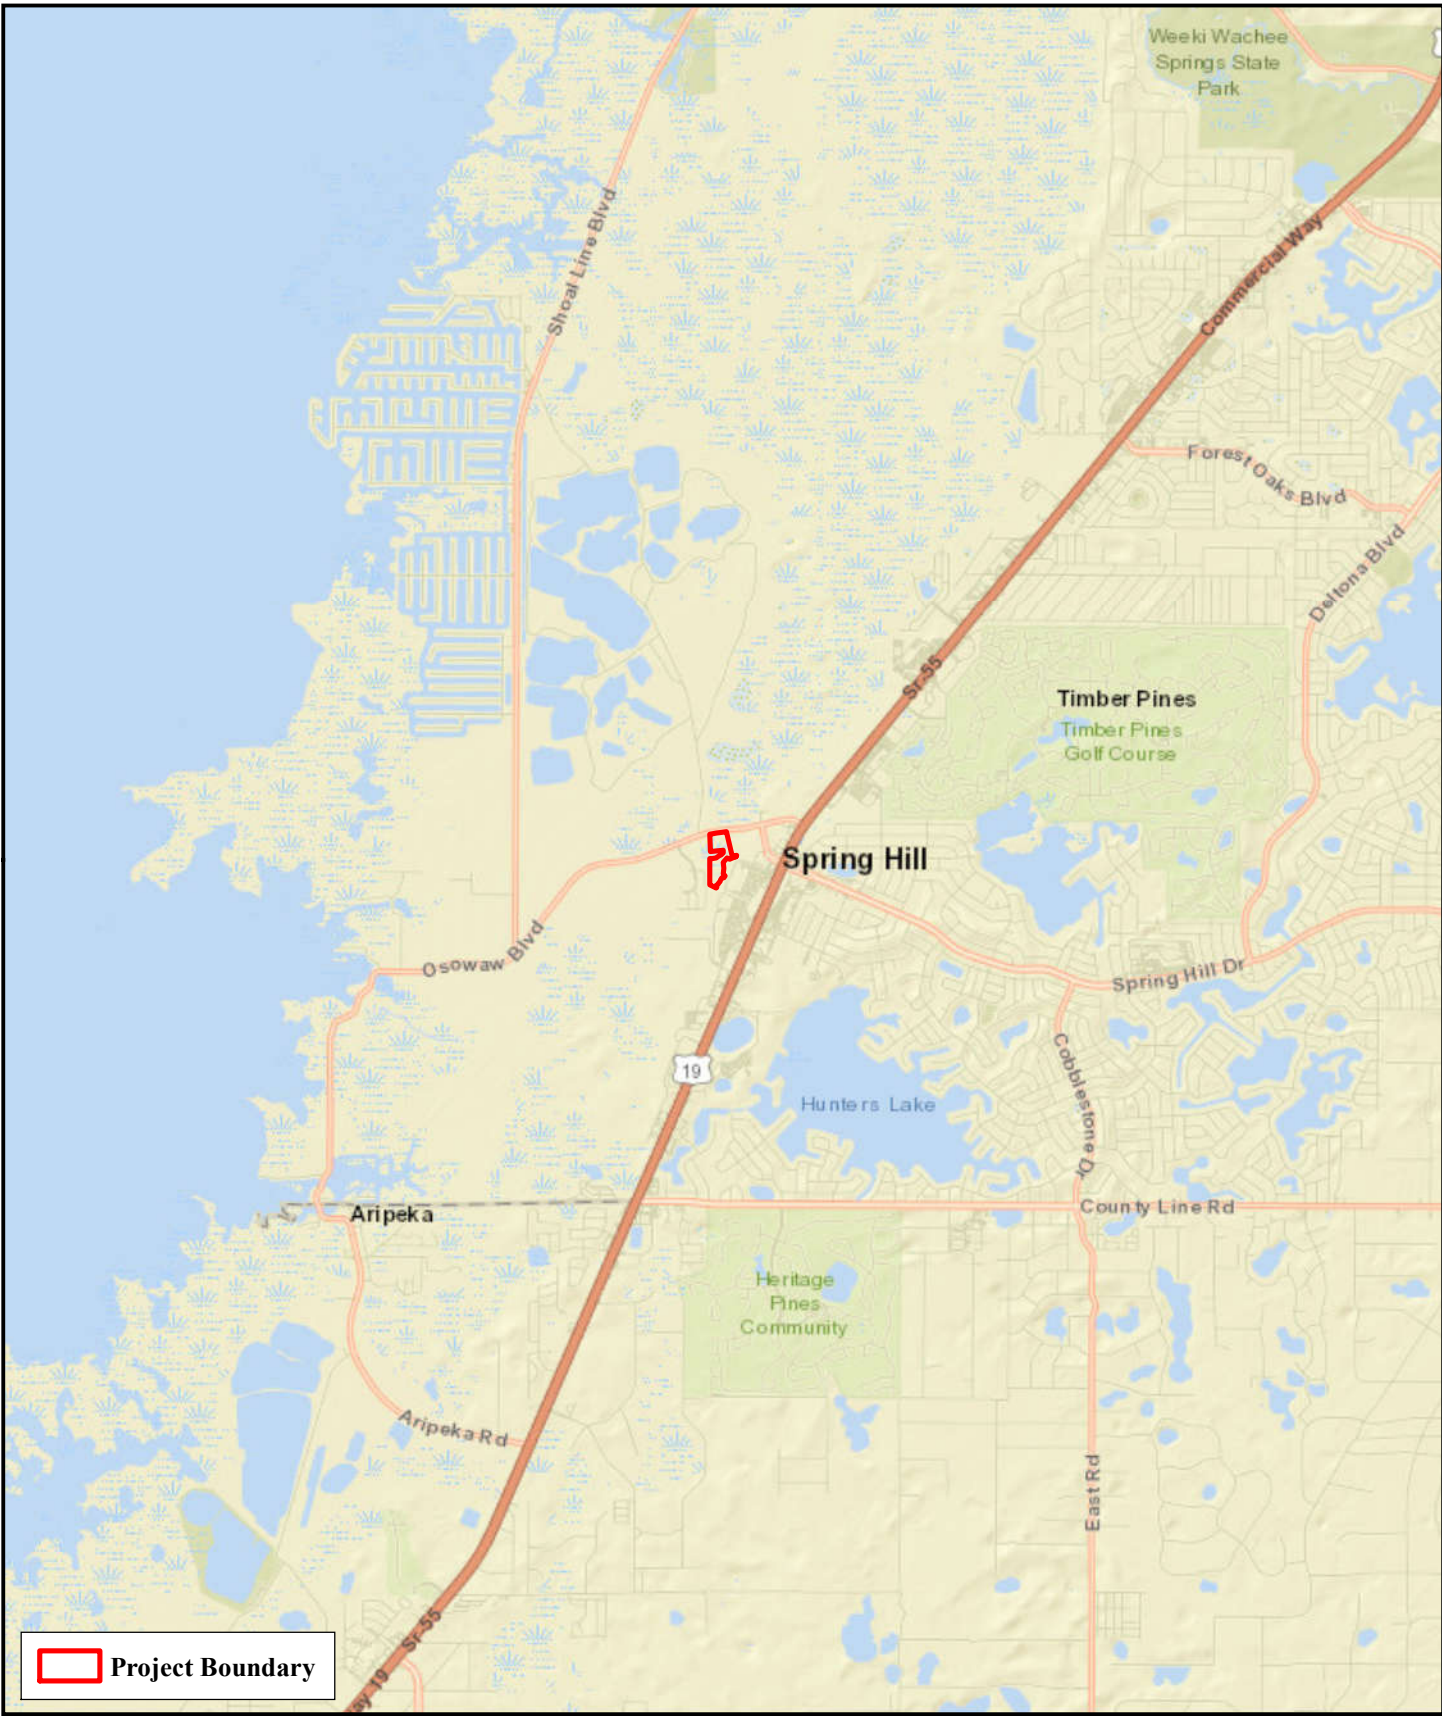 Weeki Wachee
Springs State
Park
Shoal Line Blvd
Commercial Way
Forest Oaks Blvd
Deltona Blvd
Sr-55
Timber Pines
Timber Pines
Golf Course
Spring Hill
Osowaw Blvd
Spring Hill Dr
Cobblestone Dr
19
Hunters Lake
County Line Rd
Aripeka
Heritage
Pines
Community
Aripeka Rd
East Rd
Sr-55
ay 19
Project Boundary